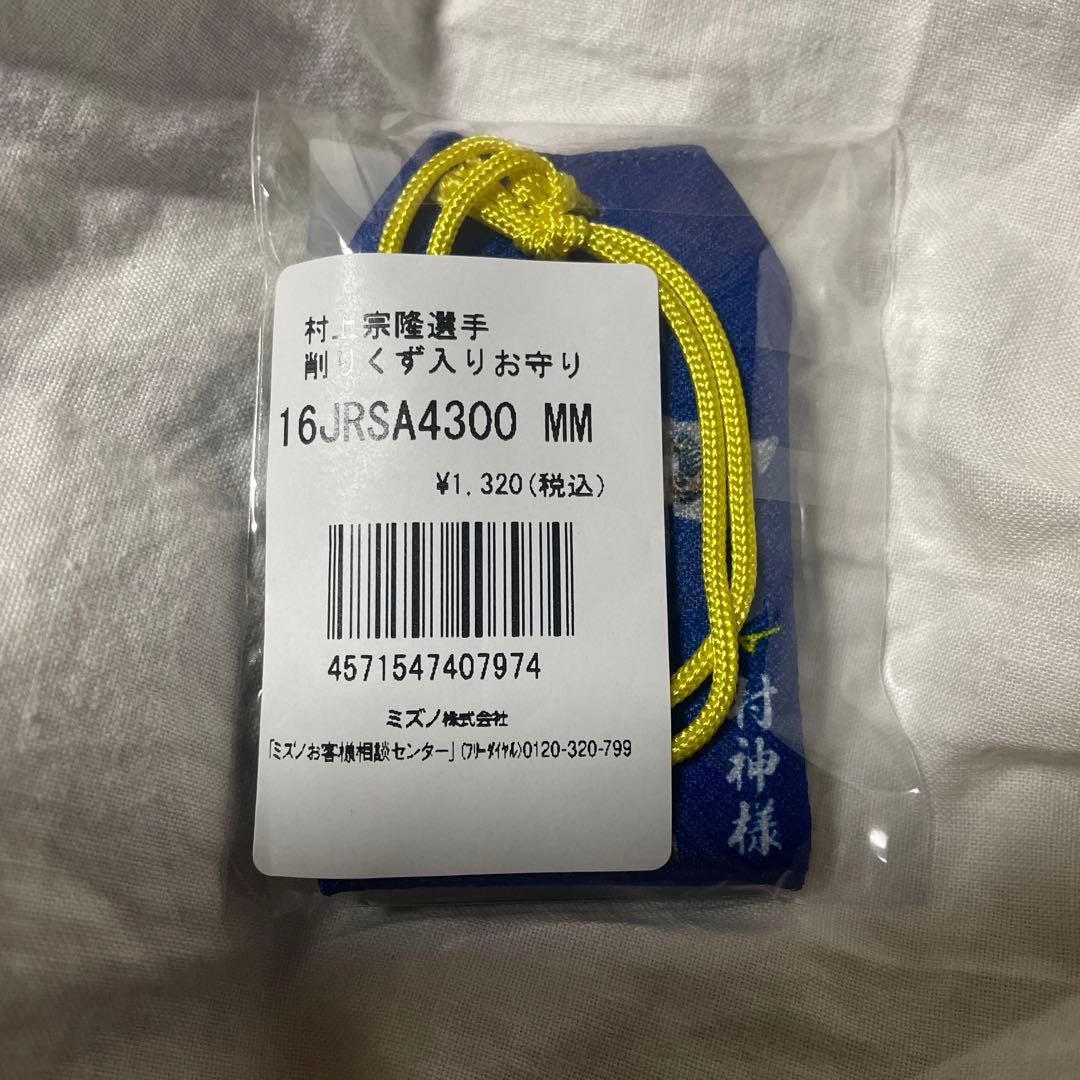 村上宗隆選手
削りくず入りお守り
16JRSA4300 MM
¥1,320(税込)
4571547407974
ミズノ株式会社
「ミズノお客様相談センター」(フリーダイヤル)0120-320-799
村神様